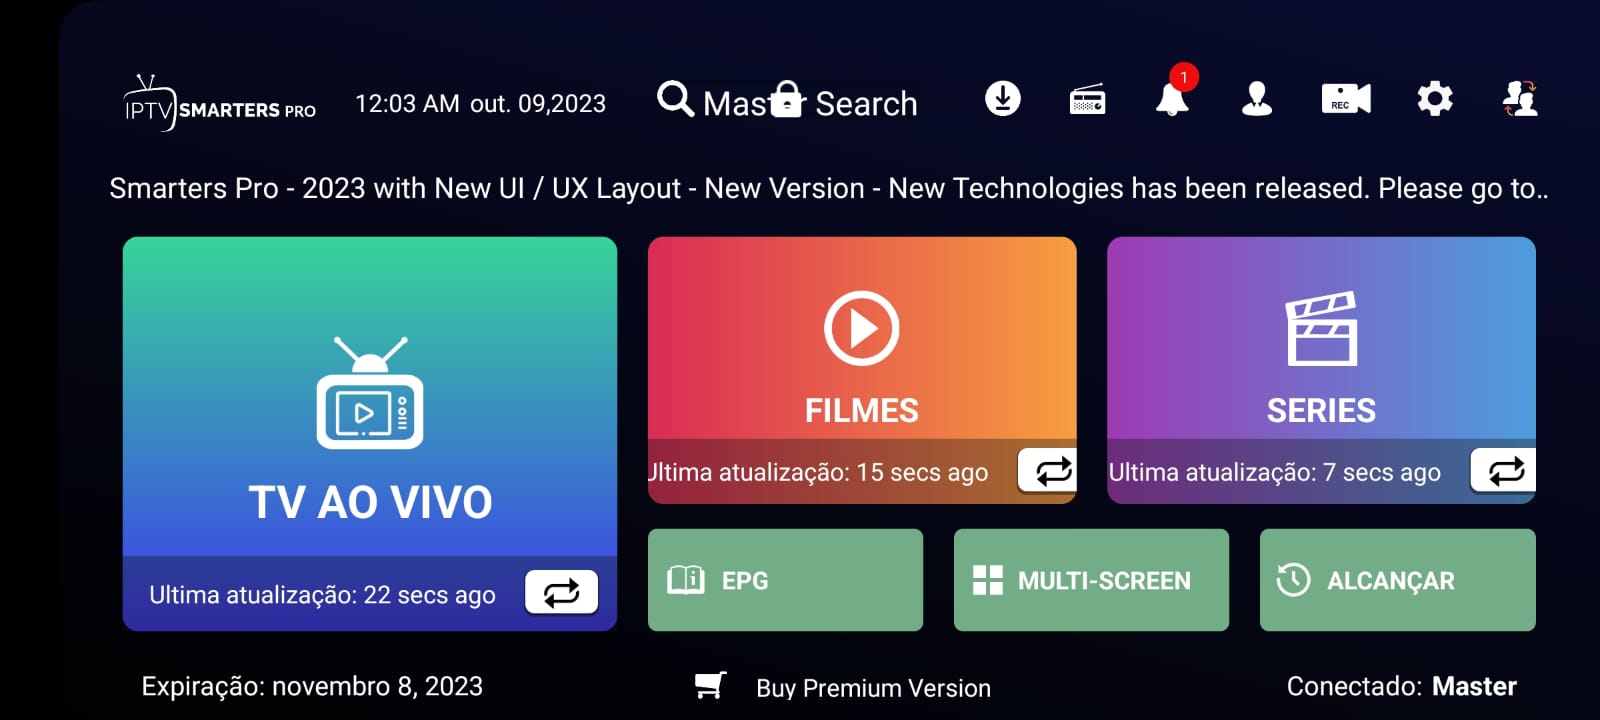 IPTV SMARTERS PRO
12:03 AM out. 09,2023
Master Search
1
REC
Smarters Pro - 2023 with New UI / UX Layout - New Version - New Technologies has been released. Please go to..
TV AO VIVO
Ultima atualização: 22 secs ago
FILMES
Ultima atualização: 15 secs ago
SERIES
Ultima atualização: 7 secs ago
EPG
MULTI-SCREEN
ALCANÇAR
Expiração: novembro 8, 2023
Buy Premium Version
Conectado: Master